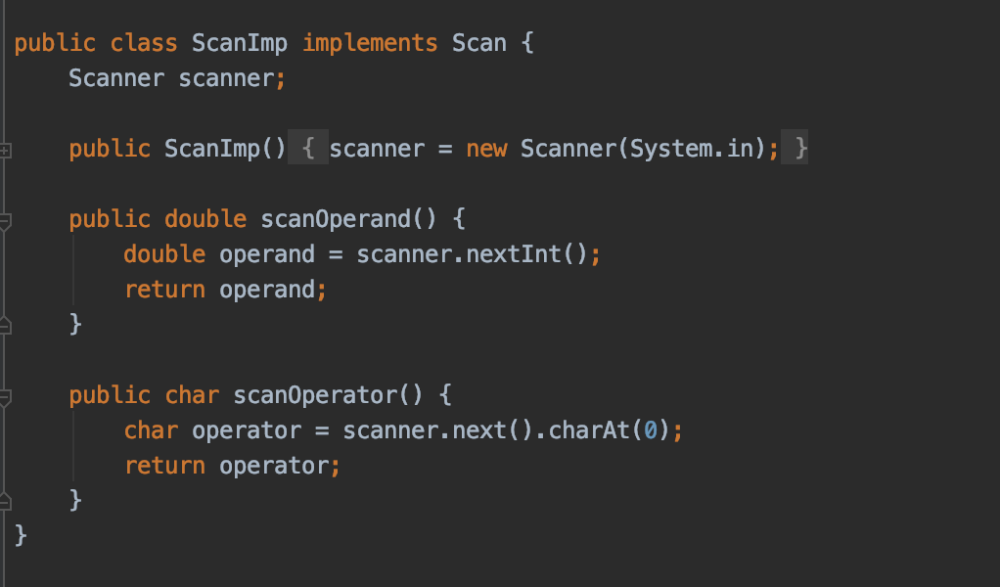 public class ScanImp implements Scan {
    Scanner scanner;
    public ScanImp() { scanner = new Scanner(System.in); }
    public double scanOperand() {
        double operand = scanner.nextInt();
        return operand;
    }
    public char scanOperator() {
        char operator = scanner.next().charAt(0);
        return operator;
    }
}